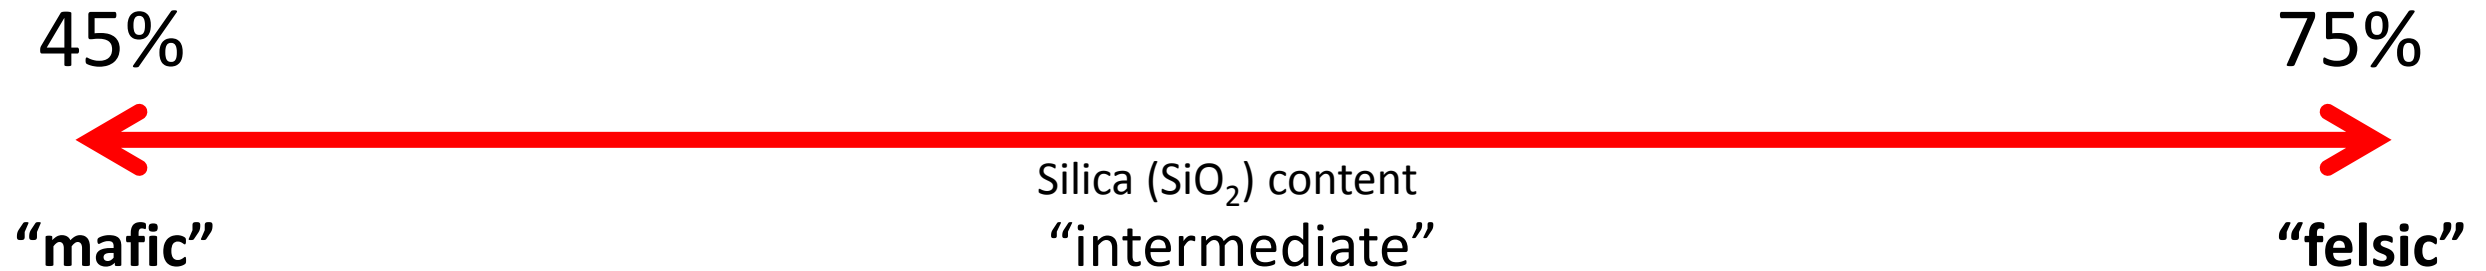 45% 75%
Silica (SiO₂) content
“mafic” “intermediate” “felsic”